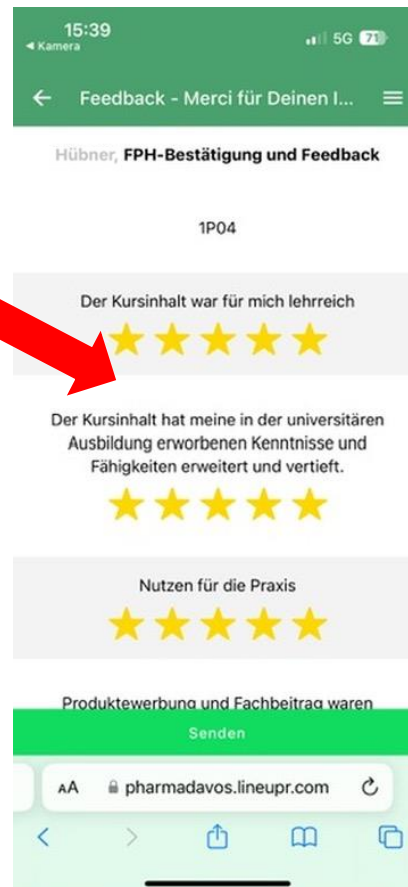 15:39
◀ Kamera
5G 71
Feedback - Merci für Deinen I...
Hübner, FPH-Bestätigung und Feedback
1P04
Der Kursinhalt war für mich lehrreich
Der Kursinhalt hat meine in der universitären
Ausbildung erworbenen Kenntnisse und
Fähigkeiten erweitert und vertieft.
Nutzen für die Praxis
Produktewerbung und Fachbeitrag waren
Senden
AA pharmadavos.lineupr.com